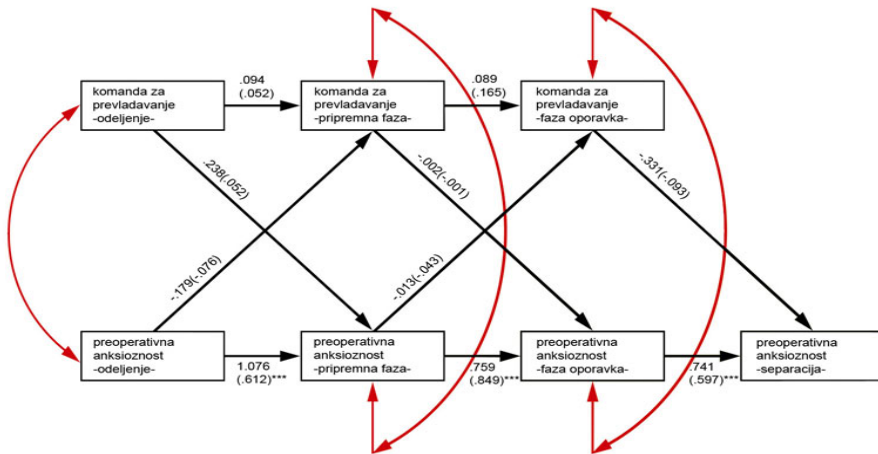 komanda za
prevladavanje
-odeljenje-
.094
(.052)
komanda za
prevladavanje
-pripremna faza-
.089
(.165)
komanda za
prevladavanje
-faza oporavka-
.238(.052)
-.179(-.076)
-.002(-.001)
-.013(-.043)
-.331(-.093)
preoperativna
anksioznost
-odeljenje-
1.076
(.612)***
preoperativna
anksioznost
-pripremna faza-
.759
(.849)***
preoperativna
anksioznost
-faza oporavka-
.741
(.597)***
preoperativna
anksioznost
-separacija-